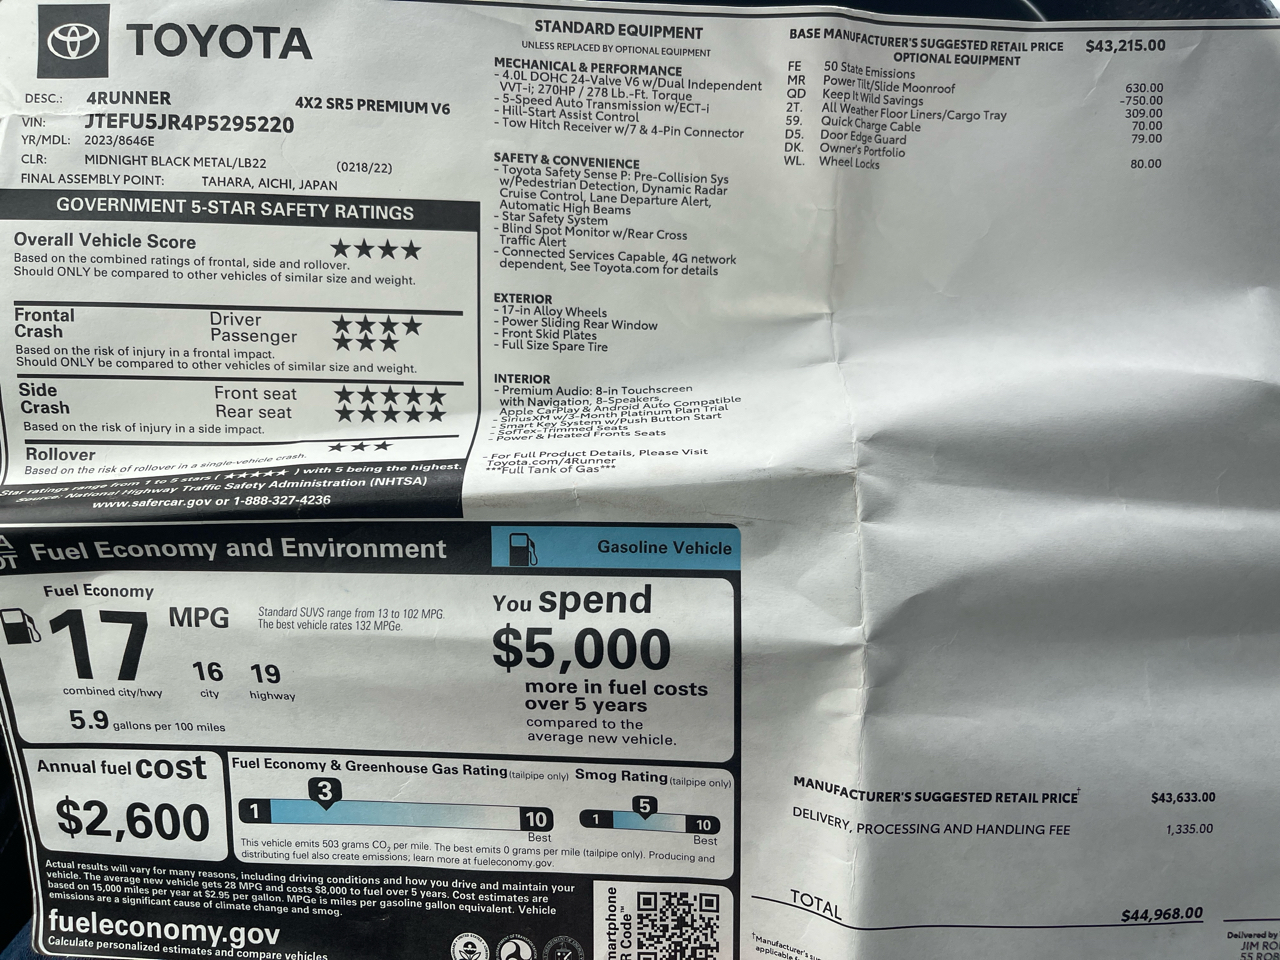 TOYOTA
DESC.: 4RUNNER 4X2 SR5 PREMIUM V6
VIN: JTEFU5JR4P5295220
YR/MDL: 2023/8646E
CLR: MIDNIGHT BLACK METAL/LB22 (0218/22)
FINAL ASSEMBLY POINT: TAHARA, AICHI, JAPAN
GOVERNMENT 5-STAR SAFETY RATINGS
Overall Vehicle Score ★★★★
Based on the combined ratings of frontal, side and rollover.
Should ONLY be compared to other vehicles of similar size and weight.
Frontal Driver ★★★★
Crash Passenger ★★★
Based on the risk of injury in a frontal impact.
Should ONLY be compared to other vehicles of similar size and weight.
Side Front seat ★★★★★
Crash Rear seat ★★★★★
Based on the risk of injury in a side impact.
Rollover ★★★
Based on the risk of rollover in a single-vehicle crash.
Star ratings range from 1 to 5 stars (★★★★★) with 5 being the highest.
Source: National Highway Traffic Safety Administration (NHTSA)
www.safercar.gov or 1-888-327-4236
STANDARD EQUIPMENT
UNLESS REPLACED BY OPTIONAL EQUIPMENT
MECHANICAL & PERFORMANCE
- 4.0L DOHC 24-Valve V6 w/Dual Independent
VVT-i; 270HP / 278 Lb.-Ft. Torque
- 5-Speed Auto Transmission w/ECT-i
- Hill-Start Assist Control
- Tow Hitch Receiver w/7 & 4-Pin Connector
SAFETY & CONVENIENCE
- Toyota Safety Sense P: Pre-Collision Sys
w/Pedestrian Detection, Dynamic Radar
Cruise Control, Lane Departure Alert,
Automatic High Beams
- Star Safety System
- Blind Spot Monitor w/Rear Cross
Traffic Alert
- Connected Services Capable, 4G network
dependent, See Toyota.com for details
EXTERIOR
- 17-in Alloy Wheels
- Power Sliding Rear Window
- Front Skid Plates
- Full Size Spare Tire
INTERIOR
- Premium Audio: 8-in Touchscreen
with Navigation, 8-Speakers,
Apple CarPlay & Android Auto Compatible
- SiriusXM w/3-Month Platinum Plan Trial
- Smart Key System w/Push Button Start
- SofTex-Trimmed Seats
- Power & Heated Fronts Seats
- For Full Product Details, Please Visit
Toyota.com/4Runner
***Full Tank of Gas***
BASE MANUFACTURER'S SUGGESTED RETAIL PRICE $43,215.00
OPTIONAL EQUIPMENT
FE 50 State Emissions
MR Power Tilt/Slide Moonroof 630.00
QD Keep It Wild Savings -750.00
2T. All Weather Floor Liners/Cargo Tray 309.00
59. Quick Charge Cable 70.00
D5. Door Edge Guard 79.00
DK. Owner's Portfolio
WL. Wheel Locks 80.00
Fuel Economy and Environment
Gasoline Vehicle
Fuel Economy
17 MPG
combined city/hwy
16 city
19 highway
5.9 gallons per 100 miles
Standard SUVS range from 13 to 102 MPG.
The best vehicle rates 132 MPGe.
You spend
$5,000
more in fuel costs
over 5 years
compared to the
average new vehicle.
Annual fuel cost
$2,600
Fuel Economy & Greenhouse Gas Rating (tailpipe only)
1 3 10
Best
Smog Rating (tailpipe only)
1 5 10
Best
This vehicle emits 503 grams CO2 per mile. The best emits 0 grams per mile (tailpipe only). Producing and
distributing fuel also create emissions; learn more at fueleconomy.gov.
Actual results will vary for many reasons, including driving conditions and how you drive and maintain your
vehicle. The average new vehicle gets 28 MPG and costs $8,000 to fuel over 5 years. Cost estimates are
based on 15,000 miles per year at $2.95 per gallon. MPGe is miles per gasoline gallon equivalent. Vehicle
emissions are a significant cause of climate change and smog.
fueleconomy.gov
Calculate personalized estimates and compare vehicles
MANUFACTURER'S SUGGESTED RETAIL PRICE† $43,633.00
DELIVERY, PROCESSING AND HANDLING FEE 1,335.00
TOTAL $44,968.00
†Manufacturer's
Delivered by
JIM
55